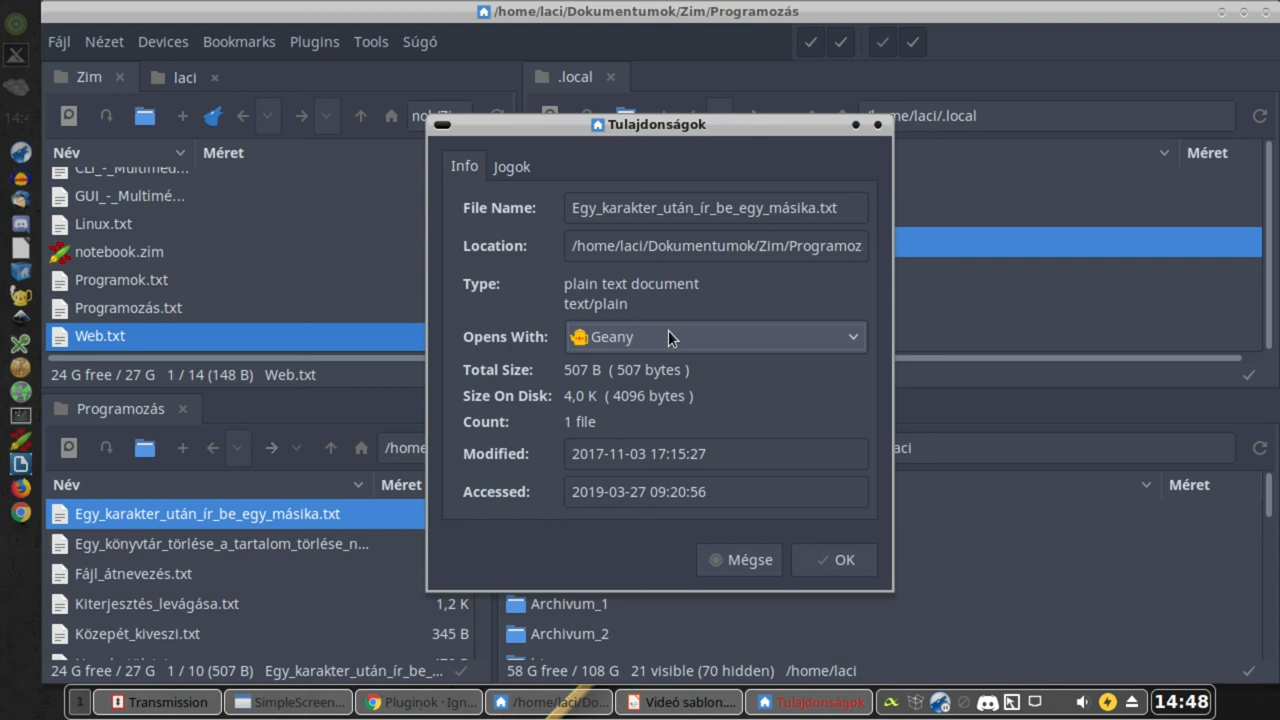 /home/laci/Dokumentumok/Zim/Programozás
Fájl Nézet Devices Bookmarks Plugins Tools Súgó
Zim laci .local
/home/laci/.local
Név Méret Méret
GUI_-_Multimé...
Linux.txt
notebook.zim
Programok.txt
Programozás.txt
Web.txt
24 G free / 27 G 1 / 14 (148 B) Web.txt
Tulajdonságok
Info Jogok
File Name: Egy_karakter_után_ír_be_egy_másika.txt
Location: /home/laci/Dokumentumok/Zim/Programoz
Type: plain text document
text/plain
Opens With: Geany
Total Size: 507 B ( 507 bytes )
Size On Disk: 4,0 K ( 4096 bytes )
Count: 1 file
Modified: 2017-11-03 17:15:27
Accessed: 2019-03-27 09:20:56
Mégse OK
Programozás
/home
aci
Név Méret Méret
Egy_karakter_után_ír_be_egy_másika.txt
Egy_könyvtár_törlése_a_tartalom_törlése_n...
Fájl_átnevezés.txt
Kiterjesztés_levágása.txt 1,2 K
Közepét_kiveszi.txt 345 B
Archivum_1
Archivum_2
24 G free / 27 G 1 / 10 (507 B) Egy_karakter_után_ír_be_...
58 G free / 108 G 21 visible (70 hidden) /home/laci
1 Transmission SimpleScreen... Pluginok - Ign... /home/laci/Do... Videó sablon.... Tulajdonságok 14:48